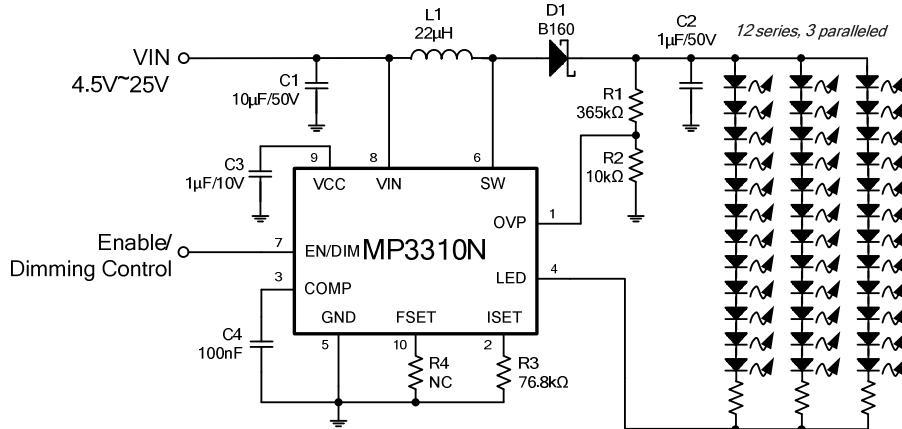 L1
22µH
D1
B160
C2
1µF/50V
12 series, 3 paralleled
VIN
4.5V~25V
C1
10µF/50V
R1
365kΩ
R2
10kΩ
C3
1µF/10V
9
8
6
VCC
VIN
SW
1
OVP
Enable/
Dimming Control
7
EN/DIM
MP3310N
3
COMP
LED
4
C4
100nF
GND
FSET
ISET
5
10
2
R4
NC
R3
76.8kΩ